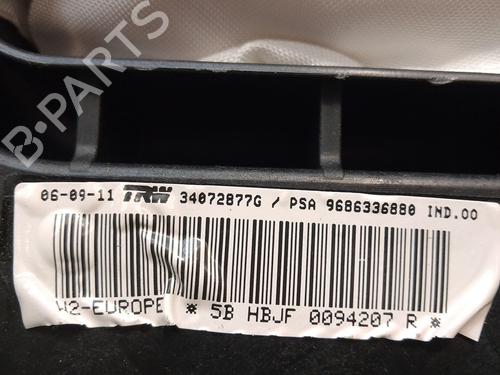 B-PARTS
06-09-11 TRW 34072877G / PSA 9686336880 IND.00
W2-EUROPE * 5B HBJF 0094207 R *